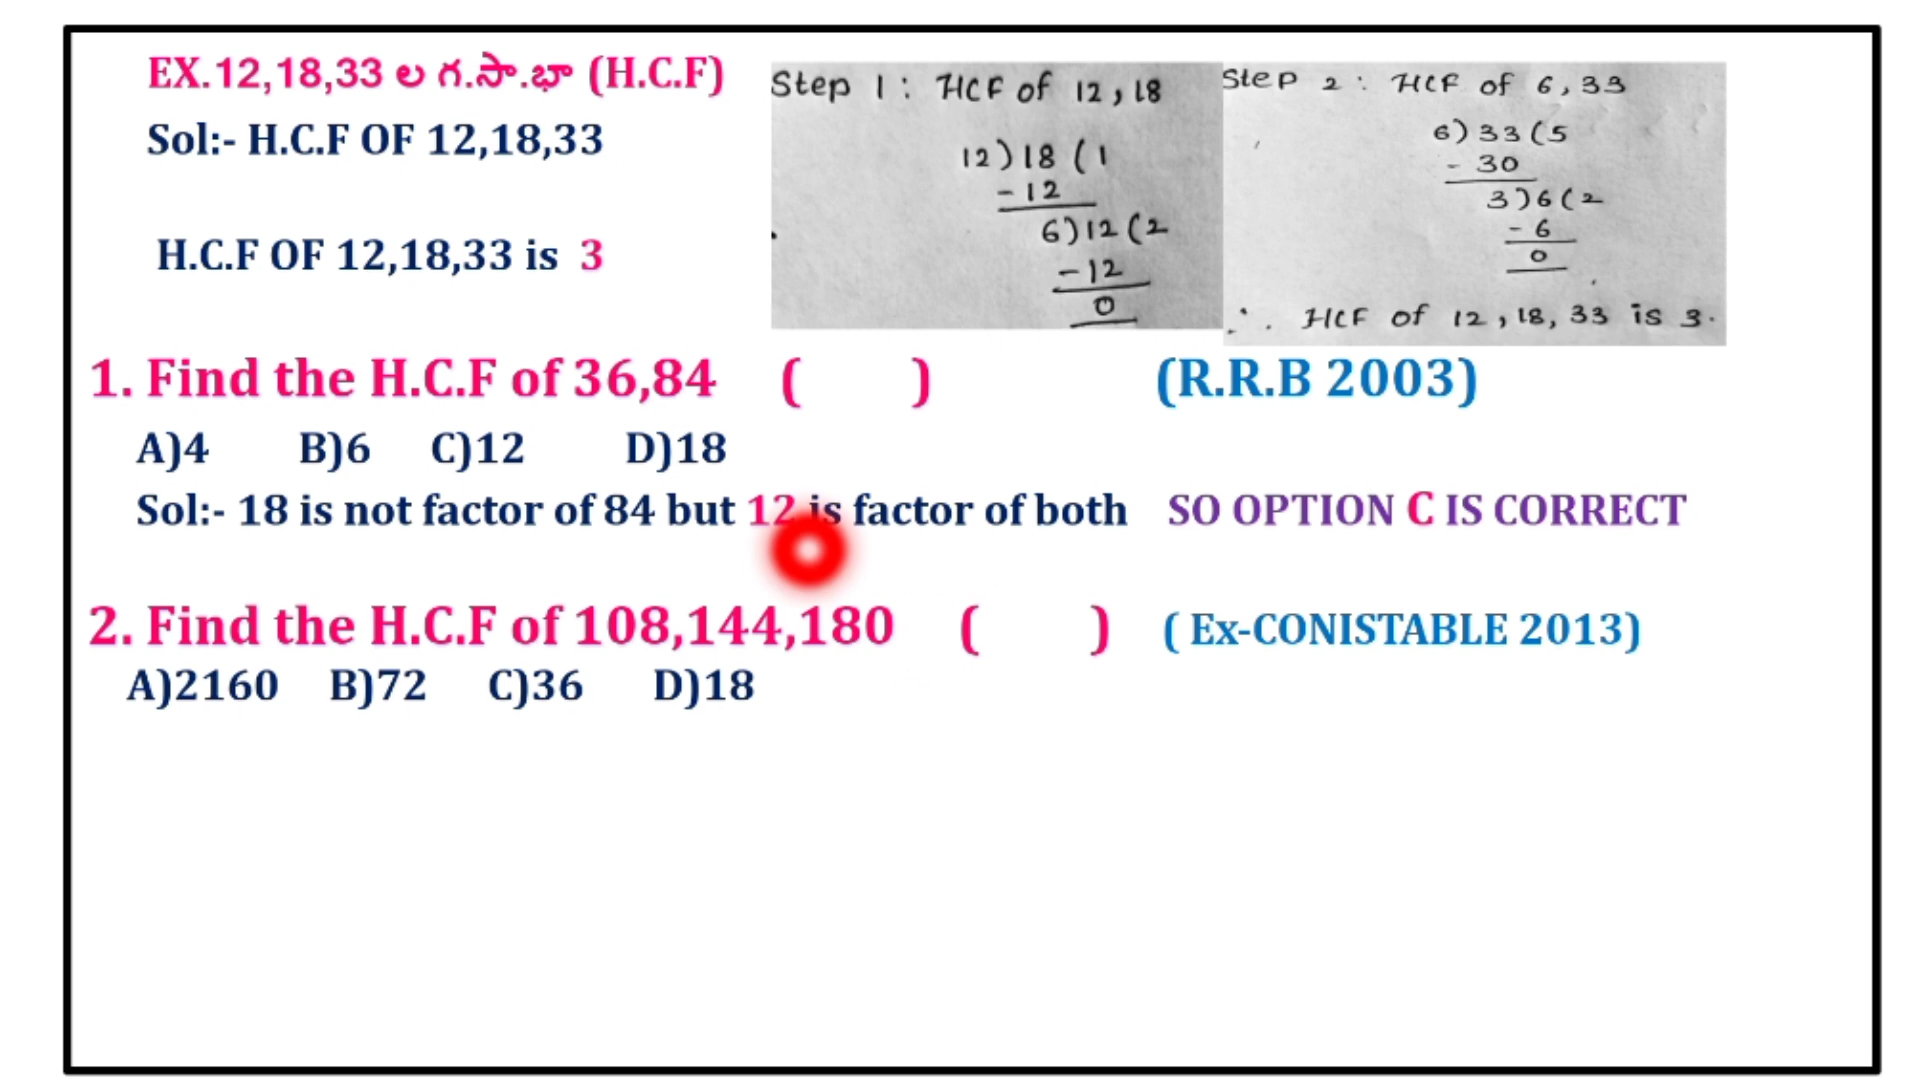 EX.12,18,33 ల గ.సా.భా (H.C.F)
Sol:- H.C.F OF 12,18,33
H.C.F OF 12,18,33 is 3
Step 1 : HCF of 12, 18
12)18(1
-12
6)12(2
-12
0
Step 2 : HCF of 6, 33
6)33(5
- 30
3)6(2
- 6
0
∴ HCF of 12, 18, 33 is 3.
1. Find the H.C.F of 36,84 ( ) (R.R.B 2003)
A)4 B)6 C)12 D)18
Sol:- 18 is not factor of 84 but 12 is factor of both SO OPTION C IS CORRECT
2. Find the H.C.F of 108,144,180 ( ) ( Ex-CONISTABLE 2013)
A)2160 B)72 C)36 D)18